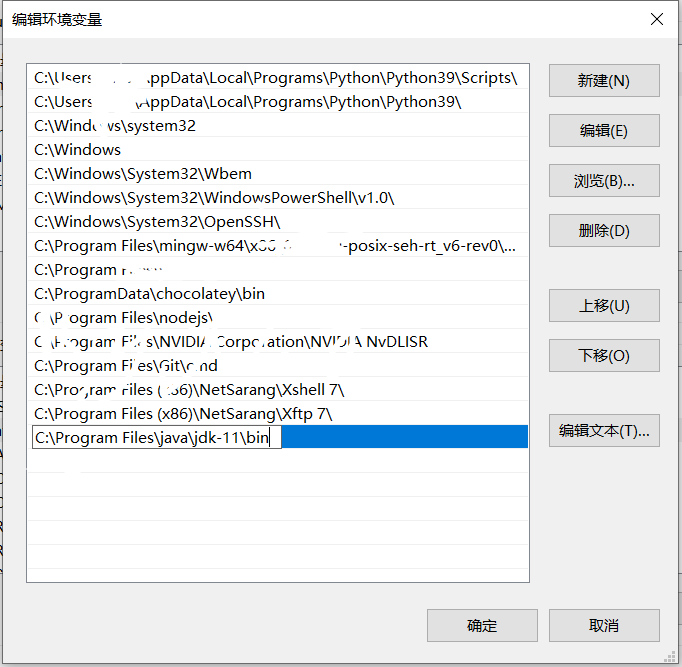 编辑环境变量
C:\Users \AppData\Local\Programs\Python\Python39\Scripts\
C:\Users \AppData\Local\Programs\Python\Python39\
C:\Windows\system32
C:\Windows
C:\Windows\System32\Wbem
C:\Windows\System32\WindowsPowerShell\v1.0\
C:\Windows\System32\OpenSSH\
C:\Program Files\mingw-w64\ -posix-seh-rt_v6-rev0\...
C:\Program
C:\ProgramData\chocolatey\bin
C:\Program Files\nodejs\
C:\Program Files\NVIDIA Corporation\NVIDIA NvDLISR
C:\Program Files\Git\cmd
C:\Program Files (x86)\NetSarang\Xshell 7\
C:\Program Files (x86)\NetSarang\Xftp 7\
C:\Program Files\java\jdk-11\bin
新建(N)
编辑(E)
浏览(B)...
删除(D)
上移(U)
下移(O)
编辑文本(T)...
确定
取消